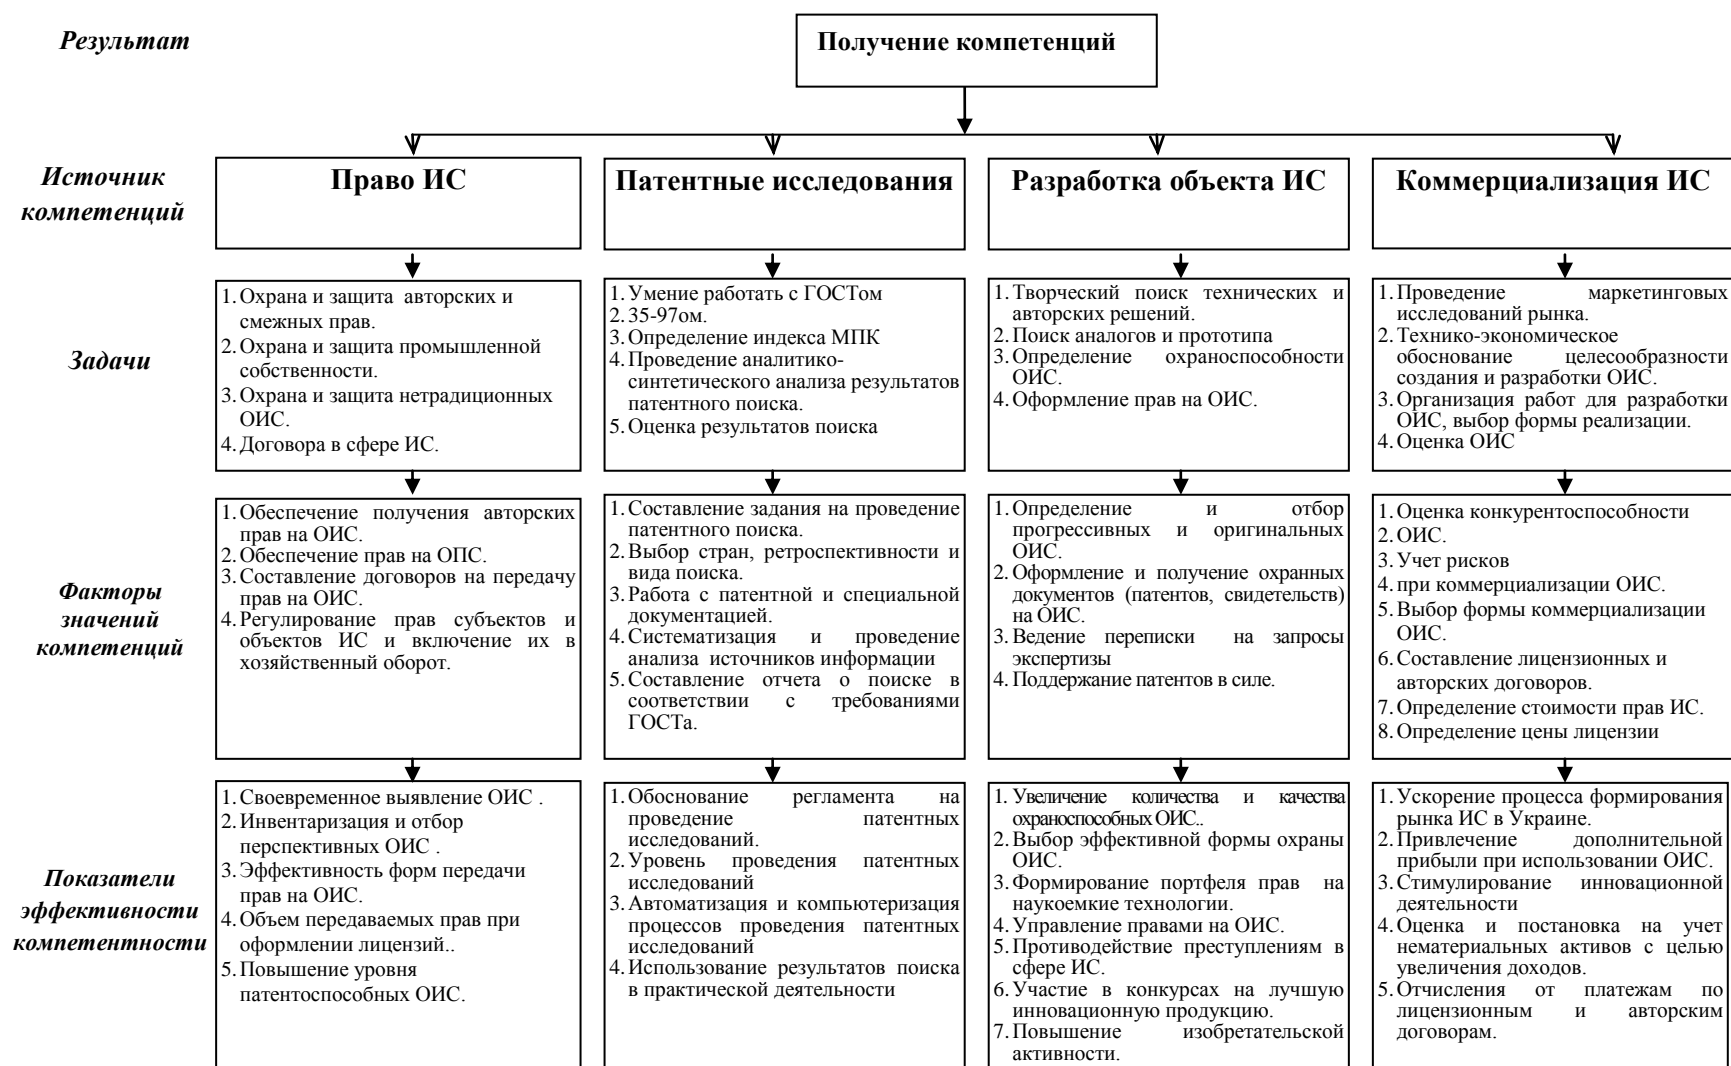 Результат
Получение компетенций
Источник
компетенций
Право ИС
Патентные исследования
Разработка объекта ИС
Коммерциализация ИС
Задачи
1. Охрана и защита авторских и
смежных прав.
2. Охрана и защита промышленной
собственности.
3. Охрана и защита нетрадиционных
ОИС.
4. Договора в сфере ИС.
1. Умение работать с ГОСТом
2. 35-97ом.
3. Определение индекса МПК
4. Проведение аналитико-
синтетического анализа результатов
патентного поиска.
5. Оценка результатов поиска
1. Творческий поиск технических и
авторских решений.
2. Поиск аналогов и прототипа
3. Определение охраноспособности
ОИС.
4. Оформление прав на ОИС.
1. Проведение маркетинговых
исследований рынка.
2. Технико-экономическое
обоснование целесообразности
создания и разработки ОИС.
3. Организация работ для разработки
ОИС, выбор формы реализации.
4. Оценка ОИС
Факторы
значений
компетенций
1. Обеспечение получения авторских
прав на ОИС.
2. Обеспечение прав на ОПС.
3. Составление договоров на передачу
прав на ОИС.
4. Регулирование прав субъектов и
объектов ИС и включение их в
хозяйственный оборот.
1. Составление задания на проведение
патентного поиска.
2. Выбор стран, ретроспективности и
вида поиска.
3. Работа с патентной и специальной
документацией.
4. Систематизация и проведение
анализа источников информации
5. Составление отчета о поиске в
соответствии с требованиями
ГОСТа.
1. Определение и отбор
прогрессивных и оригинальных
ОИС.
2. Оформление и получение охранных
документов (патентов, свидетельств)
на ОИС.
3. Ведение переписки на запросы
экспертизы
4. Поддержание патентов в силе.
1. Оценка конкурентоспособности
2. ОИС.
3. Учет рисков
4. при коммерциализации ОИС.
5. Выбор формы коммерциализации
ОИС.
6. Составление лицензионных и
авторских договоров.
7. Определение стоимости прав ИС.
8. Определение цены лицензии
Показатели
эффективности
компетентности
1. Своевременное выявление ОИС .
2. Инвентаризация и отбор
перспективных ОИС .
3. Эффективность форм передачи
прав на ОИС.
4. Объем передаваемых прав при
оформлении лицензий..
5. Повышение уровня
патентоспособных ОИС.
1. Обоснование регламента на
проведение патентных
исследований.
2. Уровень проведения патентных
исследований
3. Автоматизация и компьютеризация
процессов проведения патентных
исследований
4. Использование результатов поиска
в практической деятельности
1. Увеличение количества и качества
охраноспособных ОИС..
2. Выбор эффективной формы охраны
ОИС.
3. Формирование портфеля прав на
наукоемкие технологии.
4. Управление правами на ОИС.
5. Противодействие преступлениям в
сфере ИС.
6. Участие в конкурсах на лучшую
инновационную продукцию.
7. Повышение изобретательской
активности.
1. Ускорение процесса формирования
рынка ИС в Украине.
2. Привлечение дополнительной
прибыли при использовании ОИС.
3. Стимулирование инновационной
деятельности
4. Оценка и постановка на учет
нематериальных активов с целью
увеличения доходов.
5. Отчисления от платежам по
лицензионным и авторским
договорам.